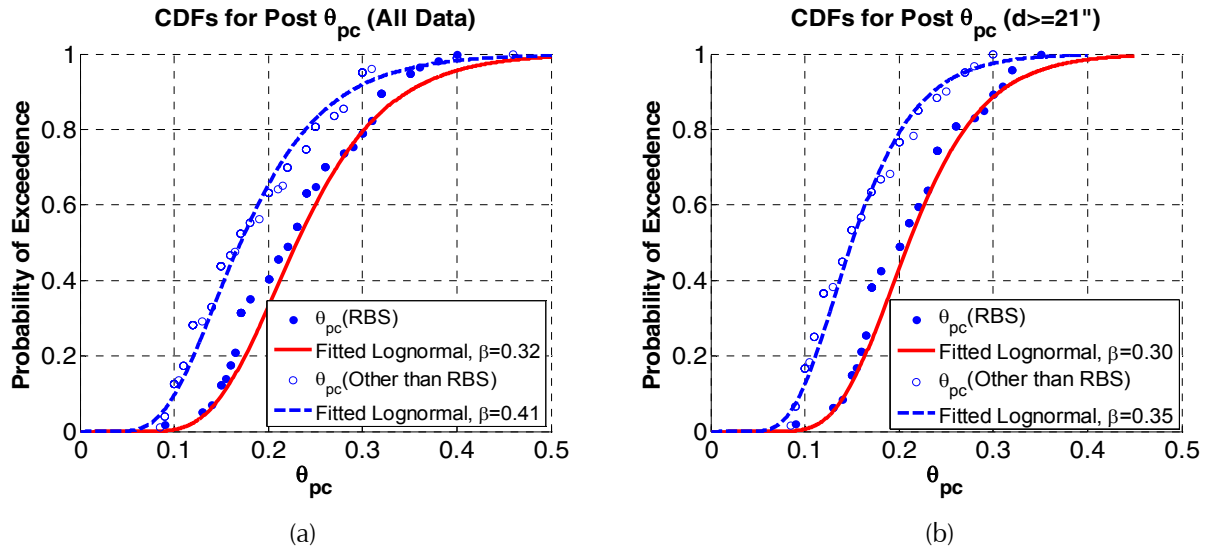 CDFs for Post θpc (All Data)
Probability of Exceedence
1
0.8
0.6
0.4
0.2
0
0
0.1
0.2
0.3
0.4
0.5
θpc
θpc(RBS)
Fitted Lognormal, β=0.32
θpc(Other than RBS)
Fitted Lognormal, β=0.41
(a)
CDFs for Post θpc (d>=21")
Probability of Exceedence
1
0.8
0.6
0.4
0.2
0
0
0.1
0.2
0.3
0.4
0.5
θpc
θpc(RBS)
Fitted Lognormal, β=0.30
θpc(Other than RBS)
Fitted Lognormal, β=0.35
(b)